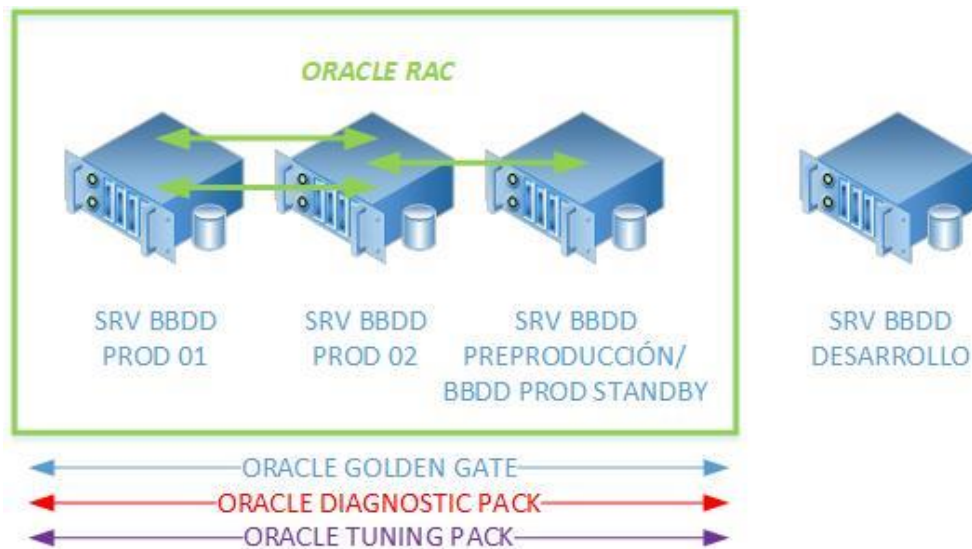 ORACLE RAC
SRV BBDD
PROD 01
SRV BBDD
PROD 02
SRV BBDD
PREPRODUCCIÓN/
BBDD PROD STANDBY
SRV BBDD
DESARROLLO
ORACLE GOLDEN GATE
ORACLE DIAGNOSTIC PACK
ORACLE TUNING PACK